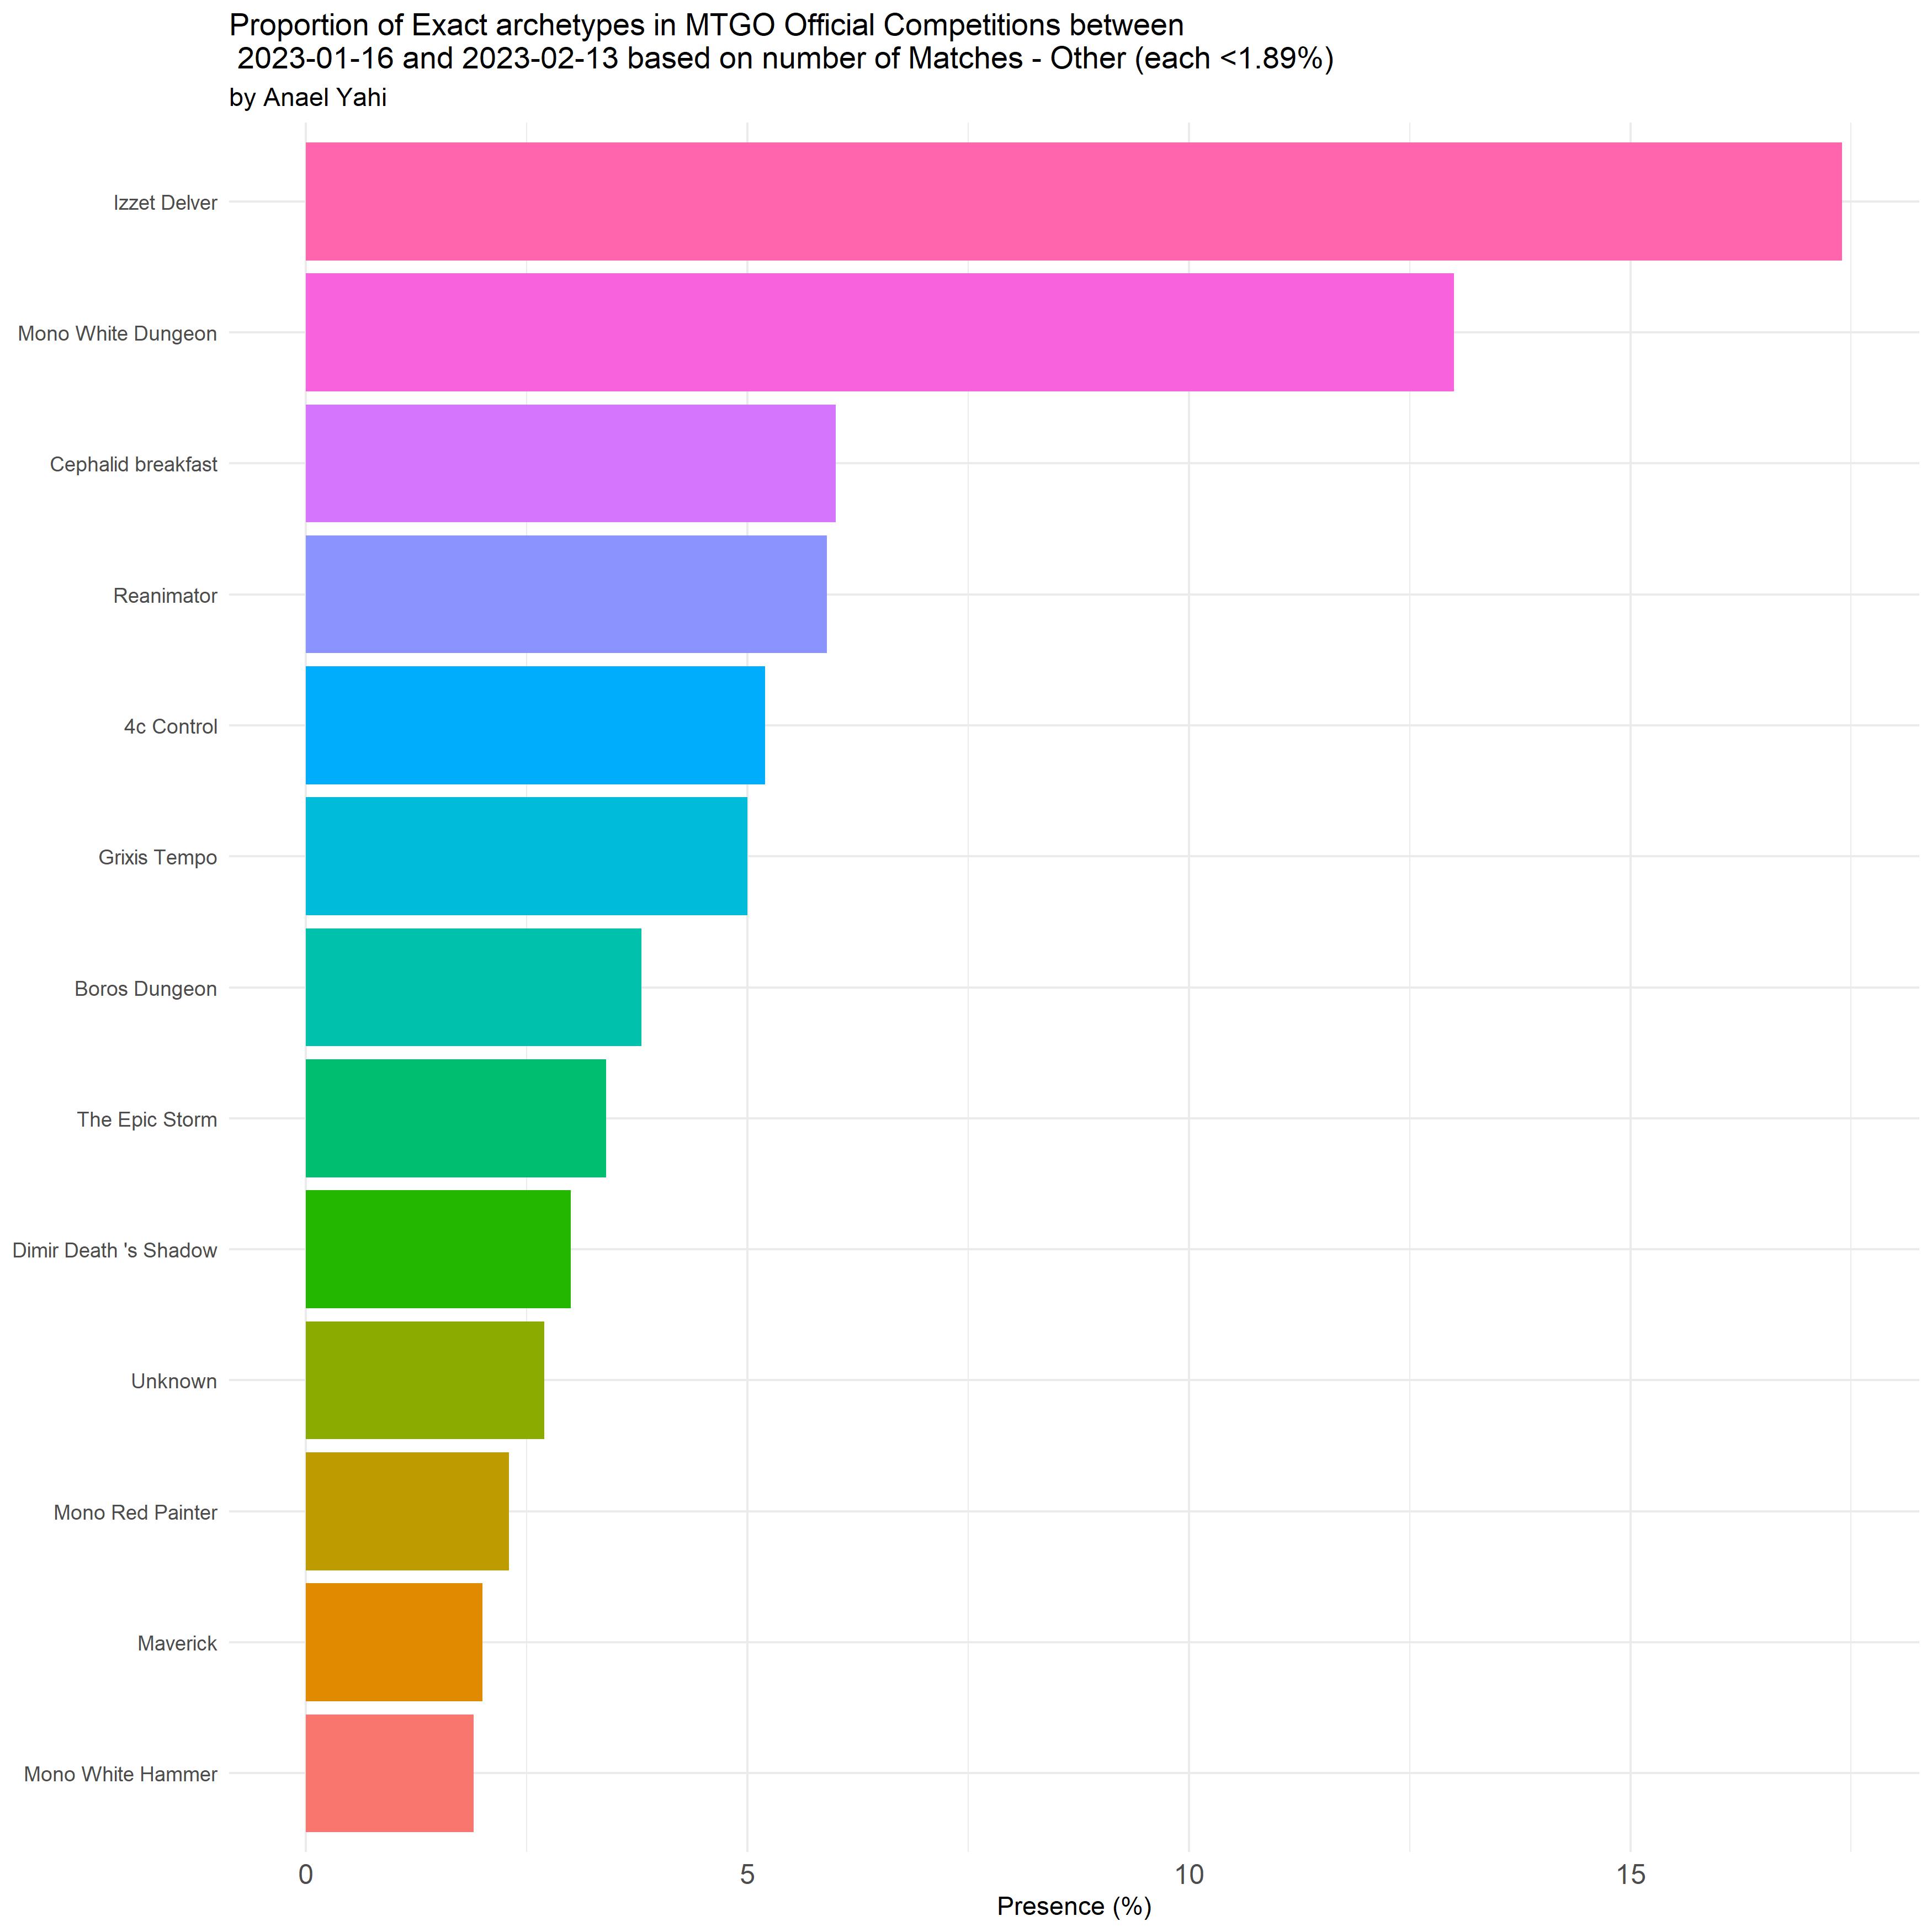 Proportion of Exact archetypes in MTGO Official Competitions between
2023-01-16 and 2023-02-13 based on number of Matches - Other (each <1.89%)
by Anael Yahi
Izzet Delver
Mono White Dungeon
Cephalid breakfast
Reanimator
4c Control
Grixis Tempo
Boros Dungeon
The Epic Storm
Dimir Death 's Shadow
Unknown
Mono Red Painter
Maverick
Mono White Hammer
0 5 10 15
Presence (%)